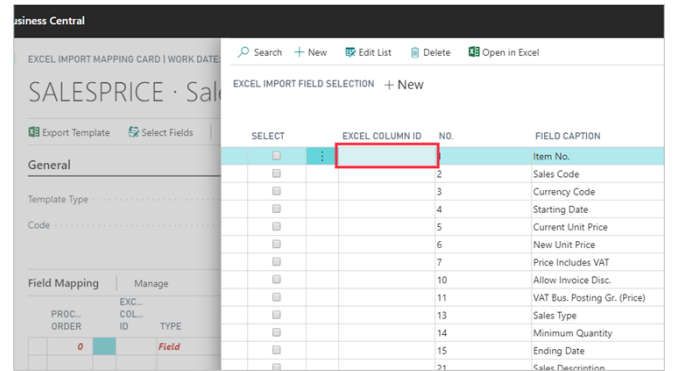 usiness Central
EXCEL IMPORT MAPPING CARD | WORK DATE:
SALESPRICE · Sal
Export Template Select Fields
General
Template Type
Code
Field Mapping Manage
PROC... ORDER EXC... COL... ID TYPE
0 Field
Search + New Edit List Delete Open in Excel
EXCEL IMPORT FIELD SELECTION + New
SELECT EXCEL COLUMN ID NO. FIELD CAPTION
Item No.
2 Sales Code
3 Currency Code
4 Starting Date
5 Current Unit Price
6 New Unit Price
7 Price Includes VAT
10 Allow Invoice Disc.
11 VAT Bus. Posting Gr. (Price)
13 Sales Type
14 Minimum Quantity
15 Ending Date
21 Sales Description